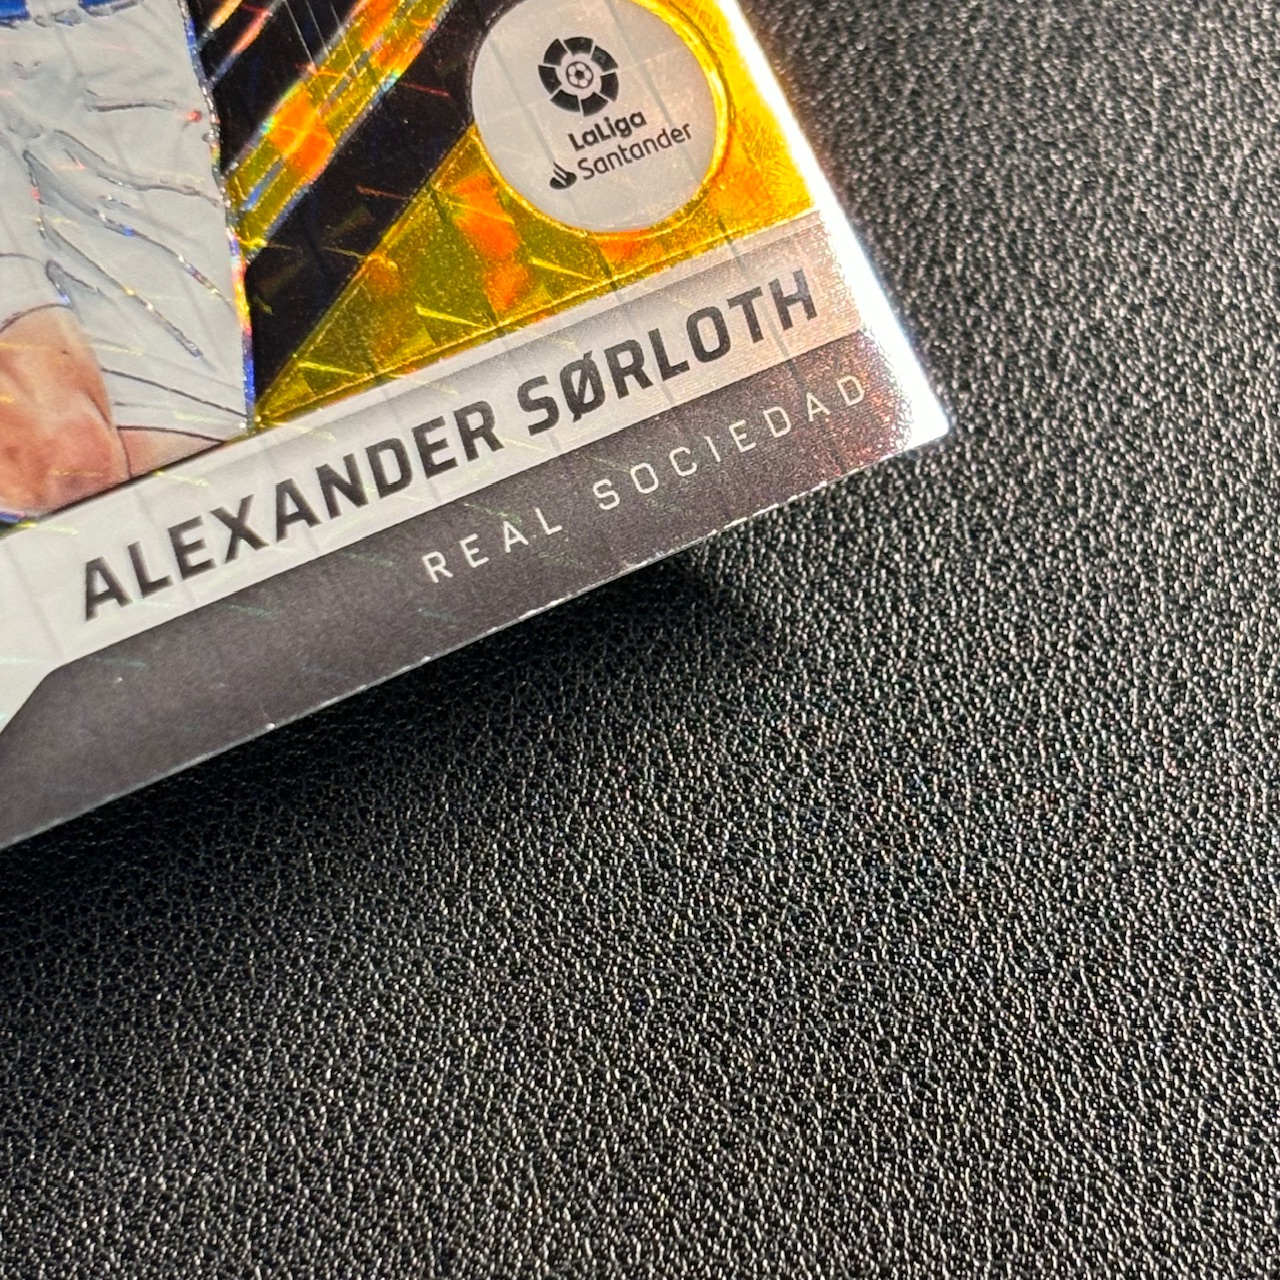 LaLiga
Santander
ALEXANDER SØRLOTH
REAL SOCIEDAD